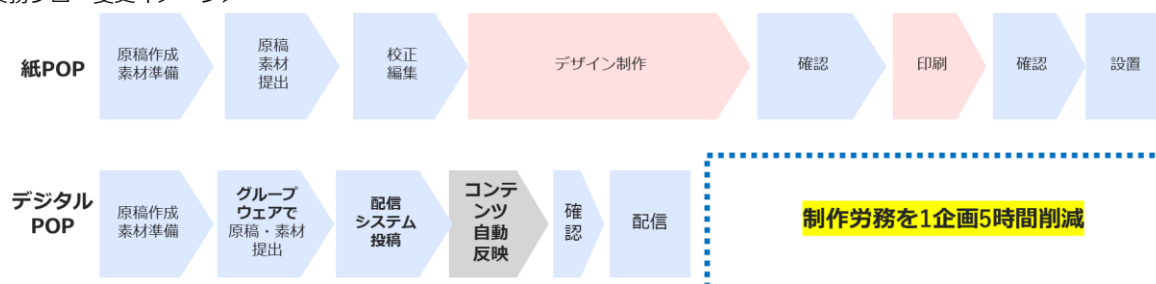 紙POP
原稿作成
素材準備
原稿
素材
提出
校正
編集
デザイン制作
確認
印刷
確認
設置
デジタル
POP
原稿作成
素材準備
グループ
ウェアで
原稿・素材
提出
配信
システム
投稿
コンテ
ンツ
自動
反映
確
認
配信
制作労務を1企画5時間削減